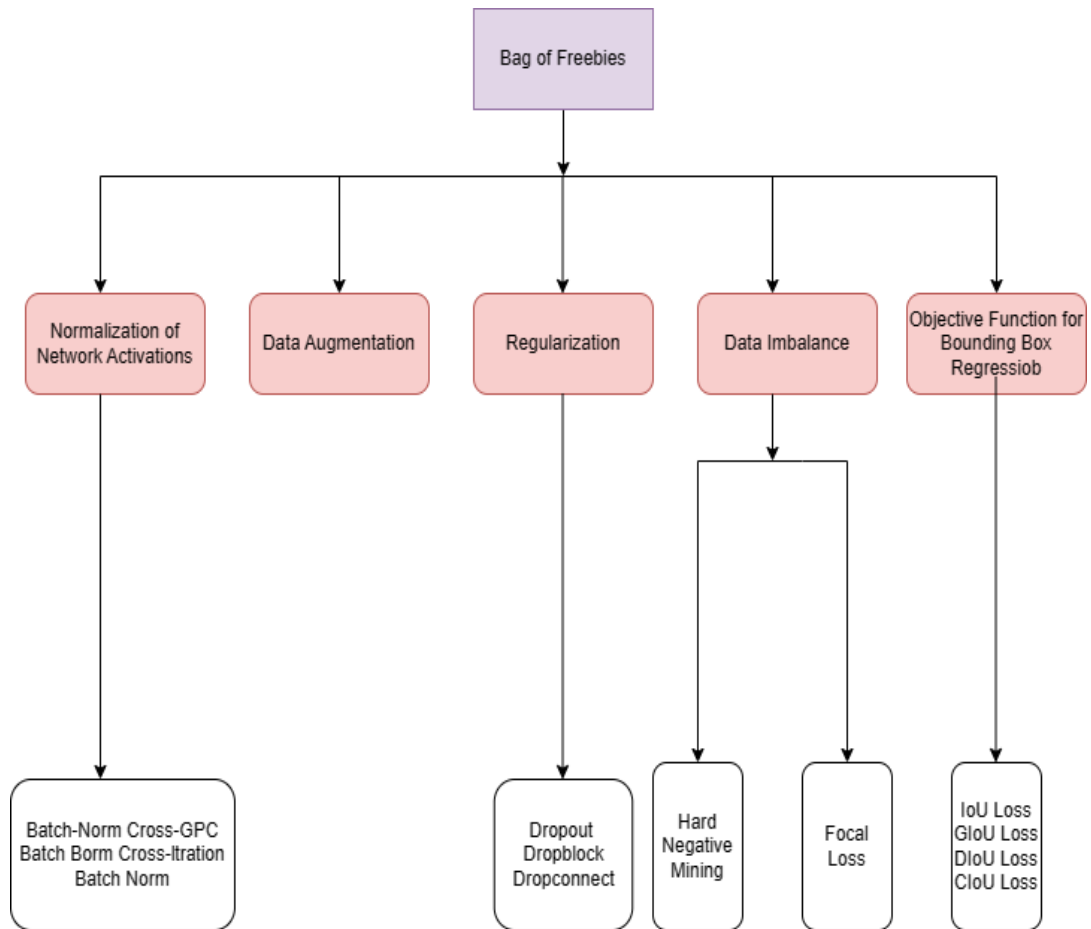 Bag of Freebies
Normalization of
Network Activations
Data Augmentation
Regularization
Data Imbalance
Objective Function for
Bounding Box
Regressiob
Batch-Norm Cross-GPC
Batch Borm Cross-Itration
Batch Norm
Dropout
Dropblock
Dropconnect
Hard
Negative
Mining
Focal
Loss
IoU Loss
GIoU Loss
DIoU Loss
CIoU Loss